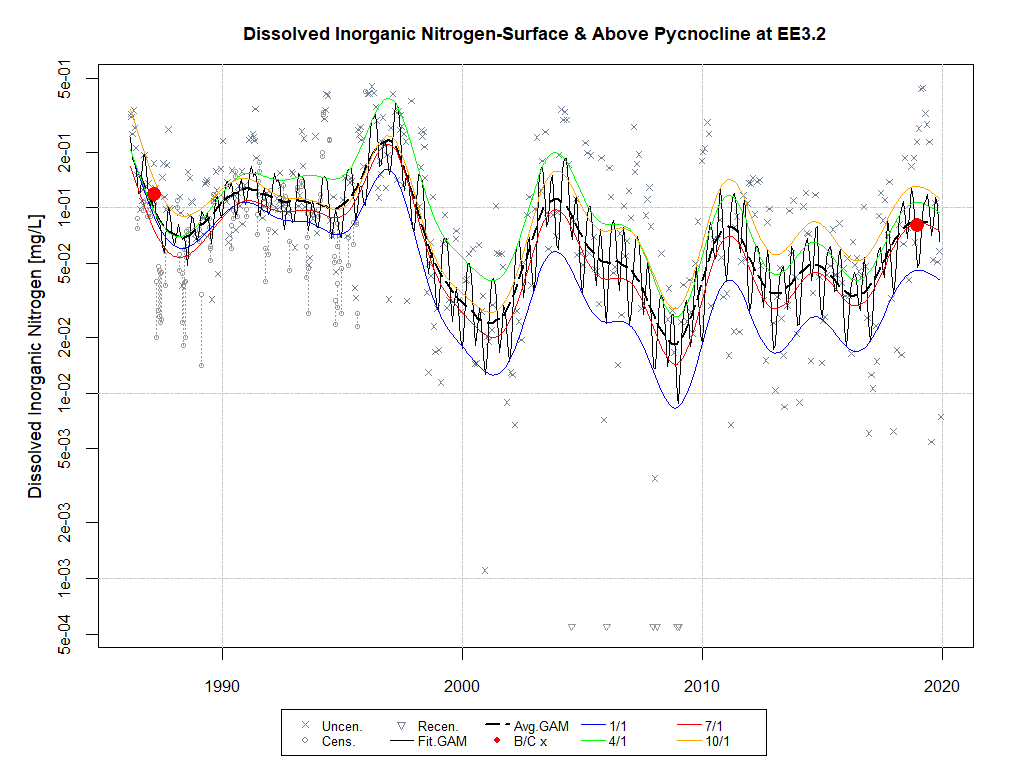 Dissolved Inorganic Nitrogen-Surface & Above Pycnocline at EE3.2
Dissolved Inorganic Nitrogen [mg/L]
5e-01
2e-01
1e-01
5e-02
2e-02
1e-02
5e-03
2e-03
1e-03
5e-04
1990 2000 2010 2020
Uncen. Recen. Avg.GAM 1/1 7/1
Cens. Fit.GAM B/C x 4/1 10/1